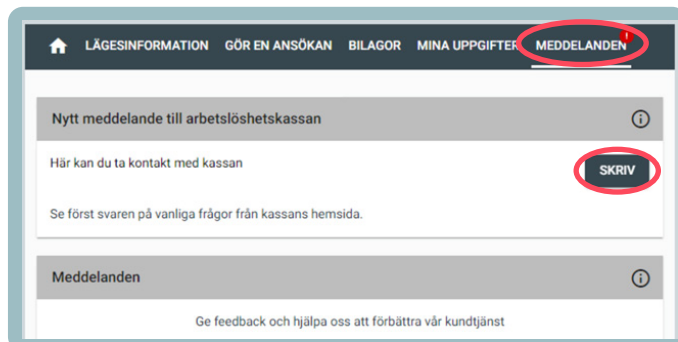 LÄGESINFORMATION GÖR EN ANSÖKAN BILAGOR MINA UPPGIFTER MEDDELANDEN
Nytt meddelande till arbetslöshetskassan
Här kan du ta kontakt med kassan
SKRIV
Se först svaren på vanliga frågor från kassans hemsida.
Meddelanden
Ge feedback och hjälpa oss att förbättra vår kundtjänst